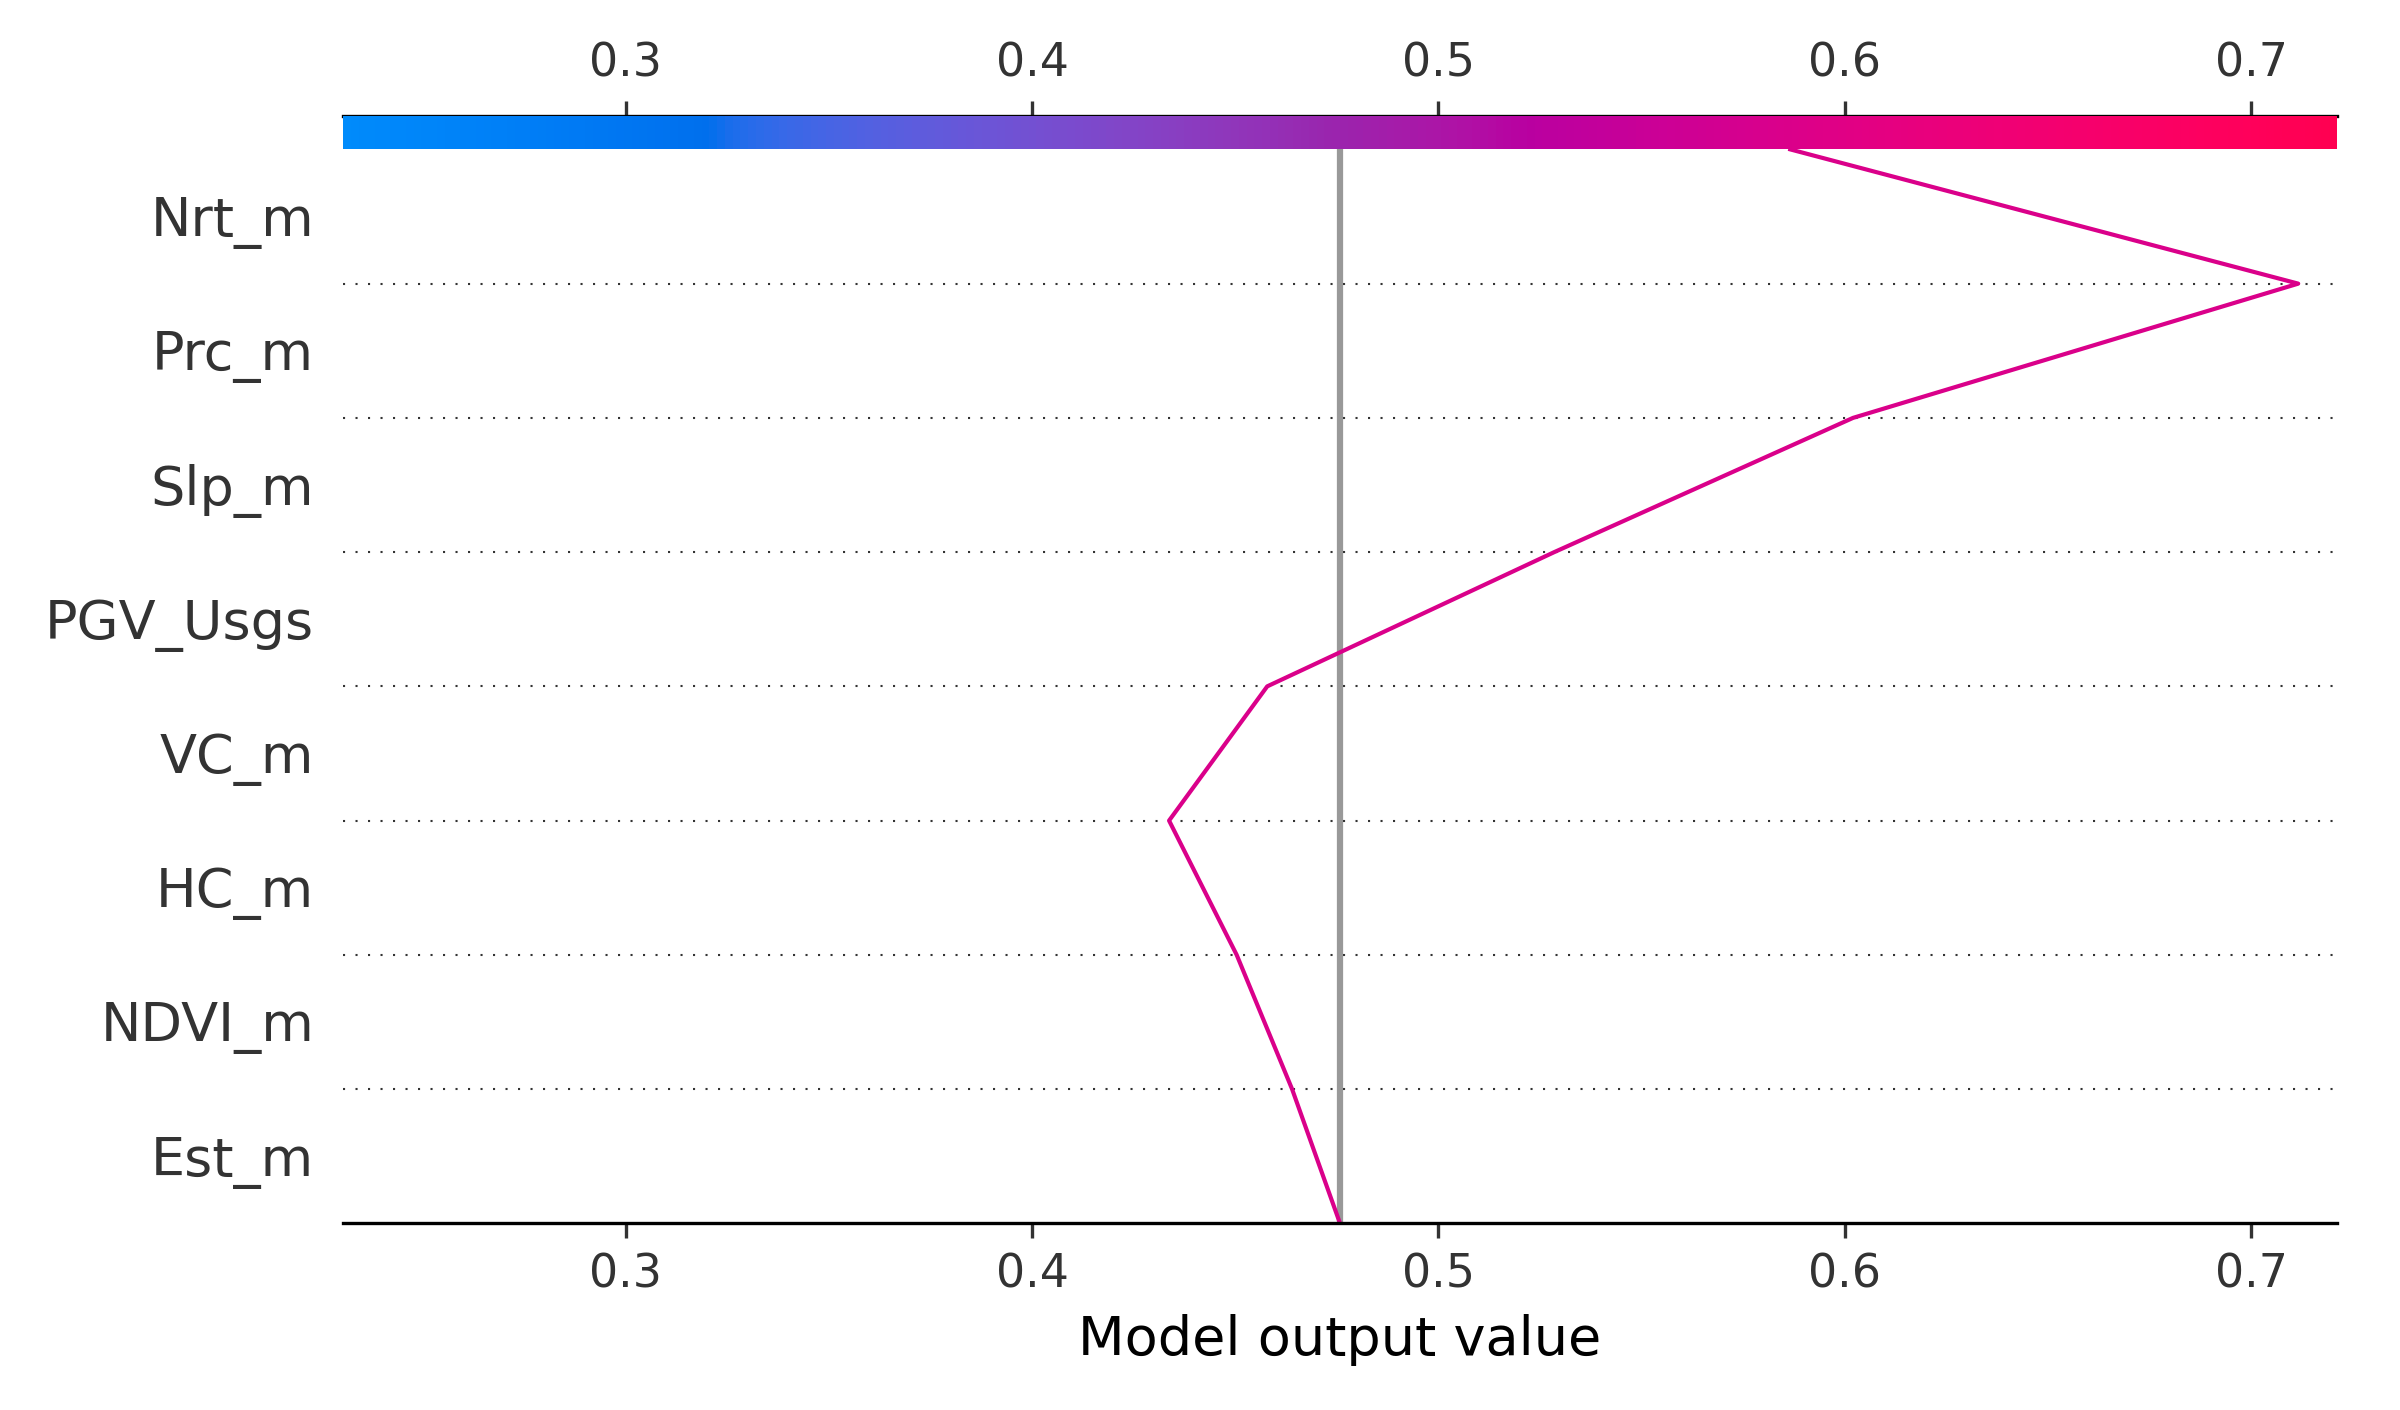 0.3 0.4 0.5 0.6 0.7
Nrt_m
Prc_m
Slp_m
PGV_Usgs
VC_m
HC_m
NDVI_m
Est_m
0.3 0.4 0.5 0.6 0.7
Model output value